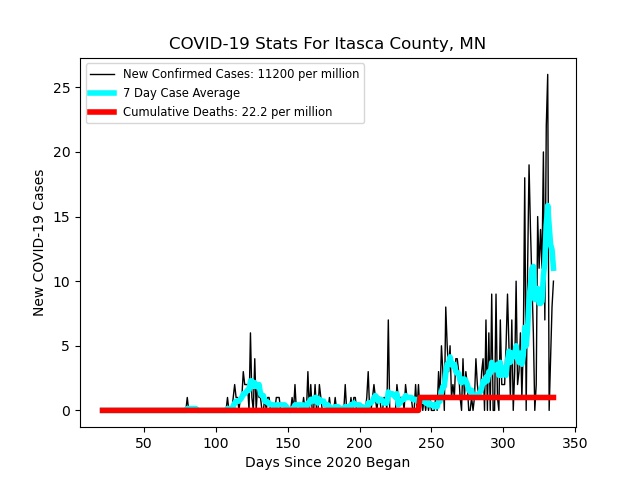 COVID-19 Stats For Itasca County, MN
New Confirmed Cases: 11200 per million
7 Day Case Average
Cumulative Deaths: 22.2 per million
25
20
15
10
5
0
New COVID-19 Cases
50 100 150 200 250 300 350
Days Since 2020 Began